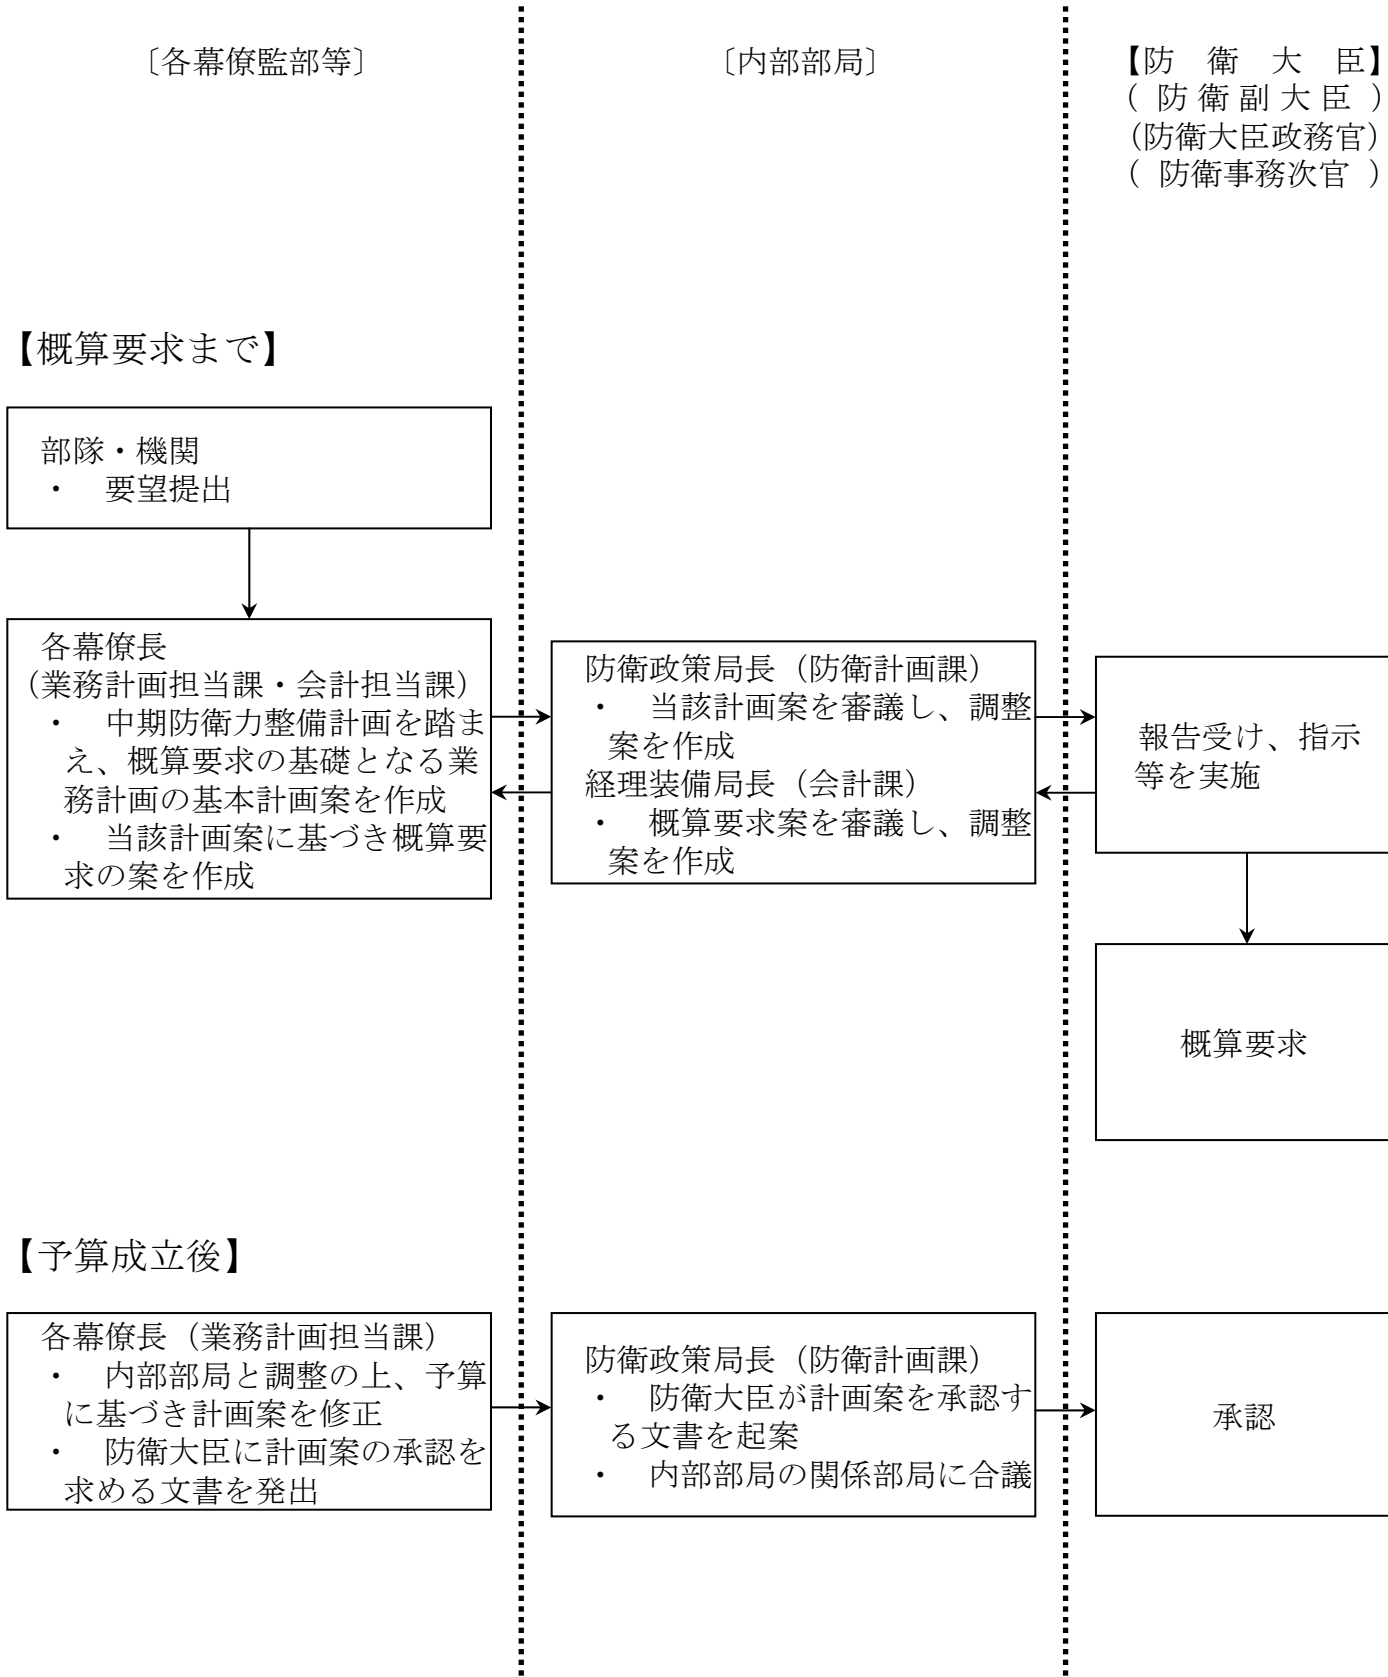 〔各幕僚監部等〕
〔内部部局〕
【防　衛　大　臣】
（ 防 衛 副 大 臣 ）
（防衛大臣政務官）
（ 防衛事務次官 ）
【概算要求まで】
部隊・機関
・　要望提出
各幕僚長
（業務計画担当課・会計担当課）
・　中期防衛力整備計画を踏ま
え、概算要求の基礎となる業
務計画の基本計画案を作成
・　当該計画案に基づき概算要
求の案を作成
防衛政策局長（防衛計画課）
・　当該計画案を審議し、調整
案を作成
経理装備局長（会計課）
・　概算要求案を審議し、調整
案を作成
報告受け、指示
等を実施
概算要求
【予算成立後】
各幕僚長（業務計画担当課）
・　内部部局と調整の上、予算
に基づき計画案を修正
・　防衛大臣に計画案の承認を
求める文書を発出
防衛政策局長（防衛計画課）
・　防衛大臣が計画案を承認す
る文書を起案
・　内部部局の関係部局に合議
承認